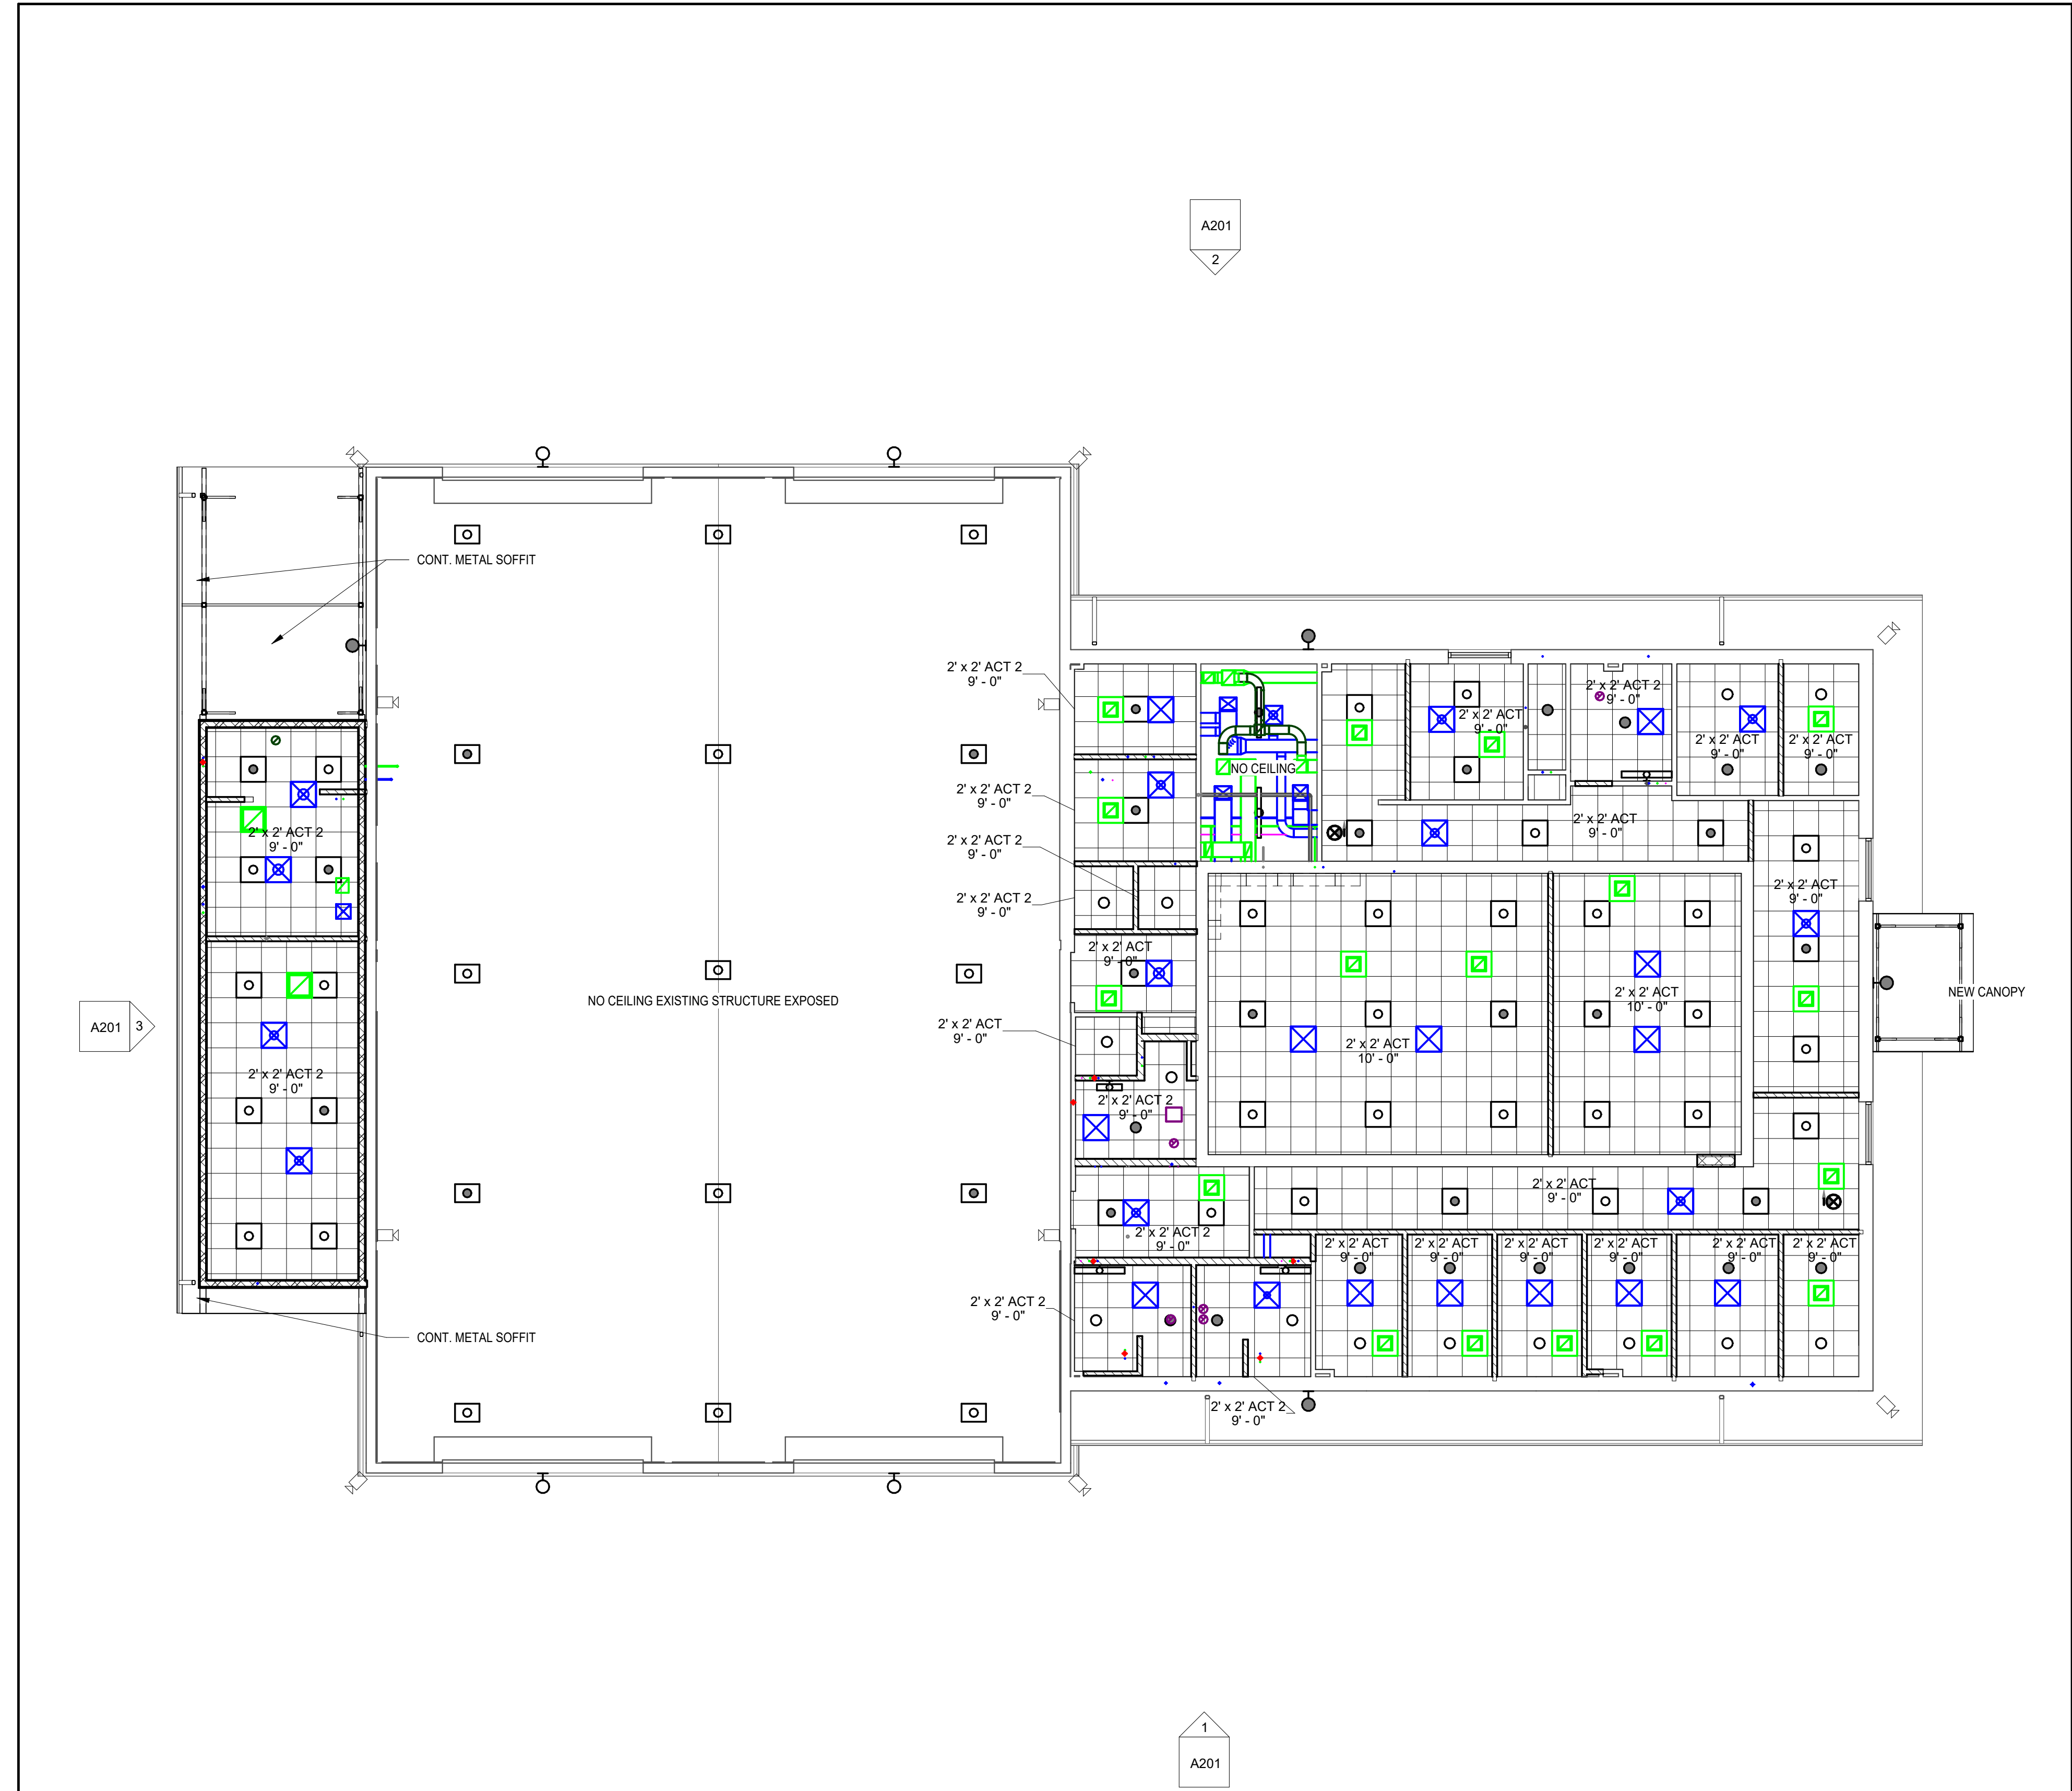 A201
2
CONT. METAL SOFFIT
2' x 2' ACT 2
9' - 0"
NO CEILING
2' x 2' ACT
9' - 0"
2' x 2' ACT 2
9' - 0"
2' x 2' ACT
9' - 0"
2' x 2' ACT
9' - 0"
2' x 2' ACT 2
9' - 0"
2' x 2' ACT
9' - 0"
2' x 2' ACT 2
9' - 0"
2' x 2' ACT 2
9' - 0"
2' x 2' ACT 2
9' - 0"
2' x 2' ACT
9' - 0"
2' x 2' ACT
9' - 0"
NO CEILING EXISTING STRUCTURE EXPOSED
2' x 2' ACT
10' - 0"
NEW CANOPY
A201
3
2' x 2' ACT
9' - 0"
2' x 2' ACT
10' - 0"
2' x 2' ACT 2
9' - 0"
2' x 2' ACT 2
9' - 0"
2' x 2' ACT
9' - 0"
2' x 2' ACT 2
9' - 0"
2' x 2' ACT
9' - 0"
2' x 2' ACT
9' - 0"
2' x 2' ACT
9' - 0"
2' x 2' ACT
9' - 0"
2' x 2' ACT
9' - 0"
2' x 2' ACT
9' - 0"
2' x 2' ACT 2
9' - 0"
CONT. METAL SOFFIT
2' x 2' ACT 2
9' - 0"
1
A201